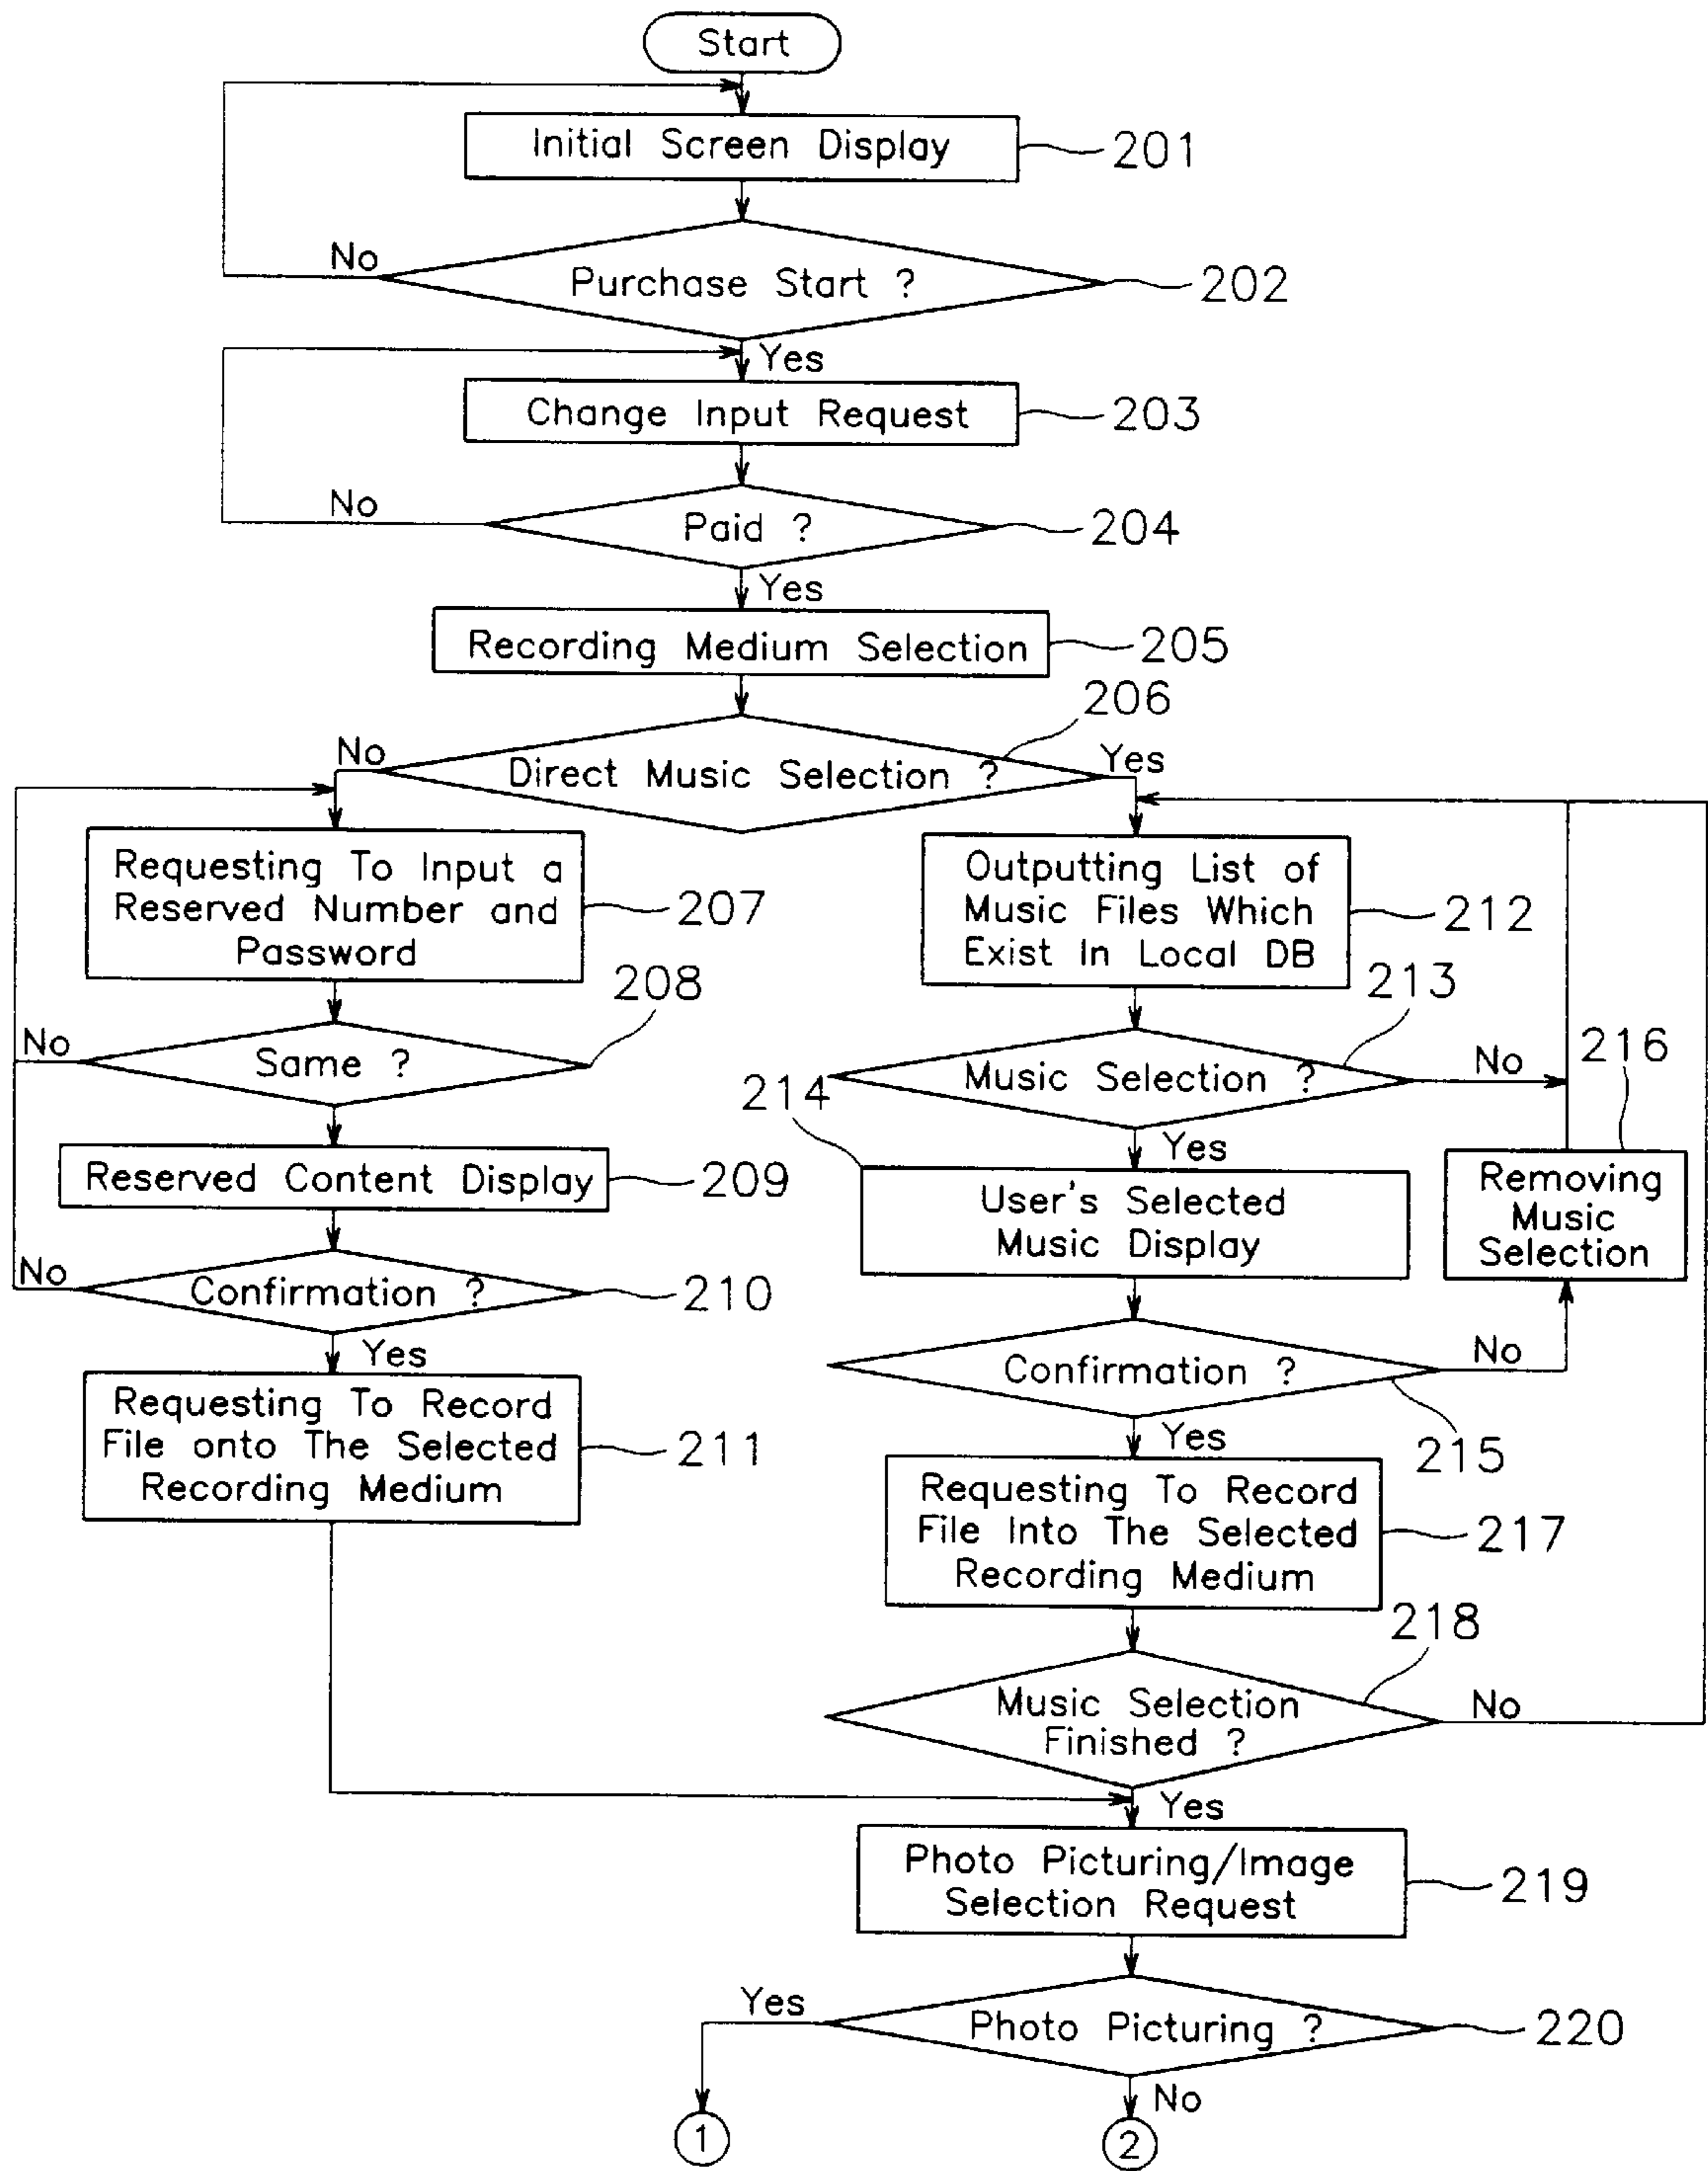 Start
Initial Screen Display
201
No
Purchase Start ?
202
Yes
Change Input Request
203
No
Paid ?
204
Yes
Recording Medium Selection
205
206
No
Direct Music Selection ?
Yes
Requesting To Input a
Reserved Number and
Password
207
208
No
Same ?
Reserved Content Display
209
No
Confirmation ?
210
Yes
Requesting To Record
File onto The Selected
Recording Medium
211
Outputting List of
Music Files Which
Exist In Local DB
212
213
Music Selection ?
No
216
214
Yes
User's Selected
Music Display
Removing
Music
Selection
Confirmation ?
No
215
Yes
Requesting To Record
File Into The Selected
Recording Medium
217
218
Music Selection
Finished ?
No
Yes
Photo Picturing/Image
Selection Request
219
Yes
Photo Picturing ?
220
No
1
2